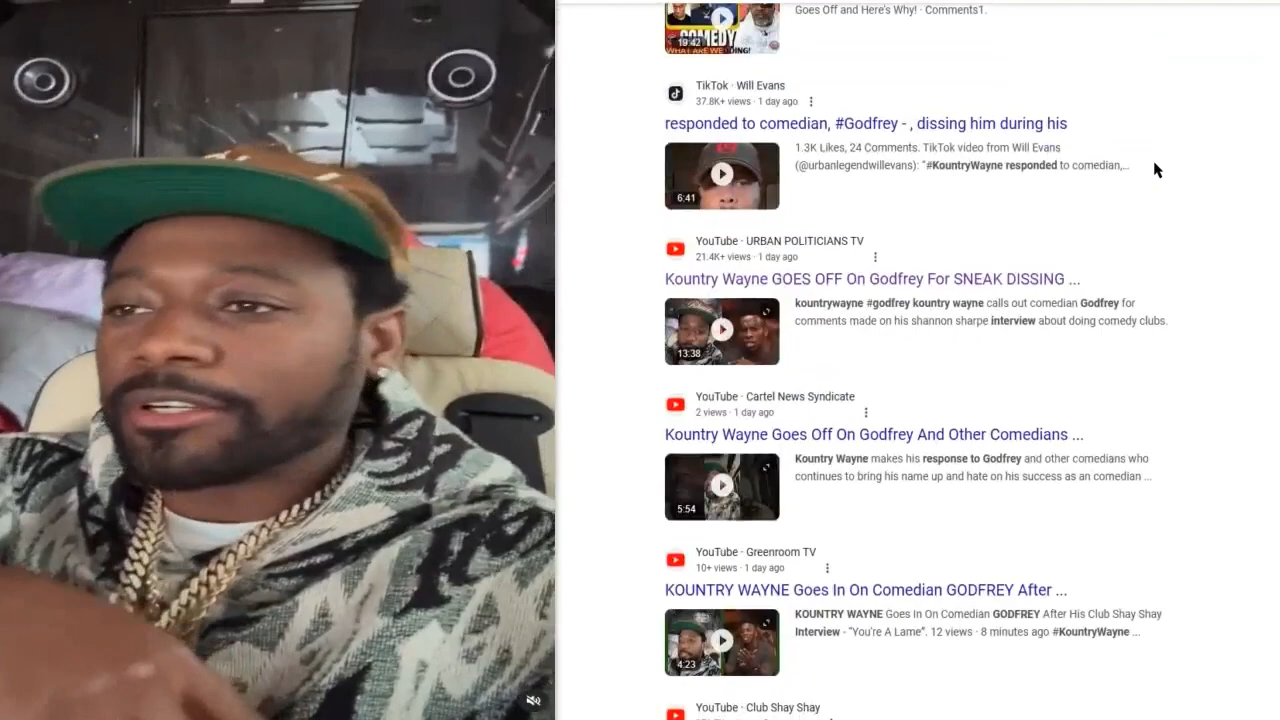 Goes Off and Here's Why! · Comments1.
COMEDY
19:42
WHAT ARE WE DOING!
TikTok · Will Evans
37.8K+ views · 1 day ago
responded to comedian, #Godfrey - , dissing him during his
1.3K Likes, 24 Comments. TikTok video from Will Evans
(@urbanlegendwillevans): "#KountryWayne responded to comedian,...
6:41
YouTube · URBAN POLITICIANS TV
21.4K+ views · 1 day ago
Kountry Wayne GOES OFF On Godfrey For SNEAK DISSING ...
kountrywayne #godfrey kountry wayne calls out comedian Godfrey for
comments made on his shannon sharpe interview about doing comedy clubs.
13:38
YouTube · Cartel News Syndicate
2 views · 1 day ago
Kountry Wayne Goes Off On Godfrey And Other Comedians ...
Kountry Wayne makes his response to Godfrey and other comedians who
continues to bring his name up and hate on his success as an comedian ...
5:54
YouTube · Greenroom TV
10+ views · 1 day ago
KOUNTRY WAYNE Goes In On Comedian GODFREY After ...
KOUNTRY WAYNE Goes In On Comedian GODFREY After His Club Shay Shay
Interview - "You're A Lame". 12 views · 8 minutes ago #KountryWayne ...
4:23
YouTube · Club Shay Shay